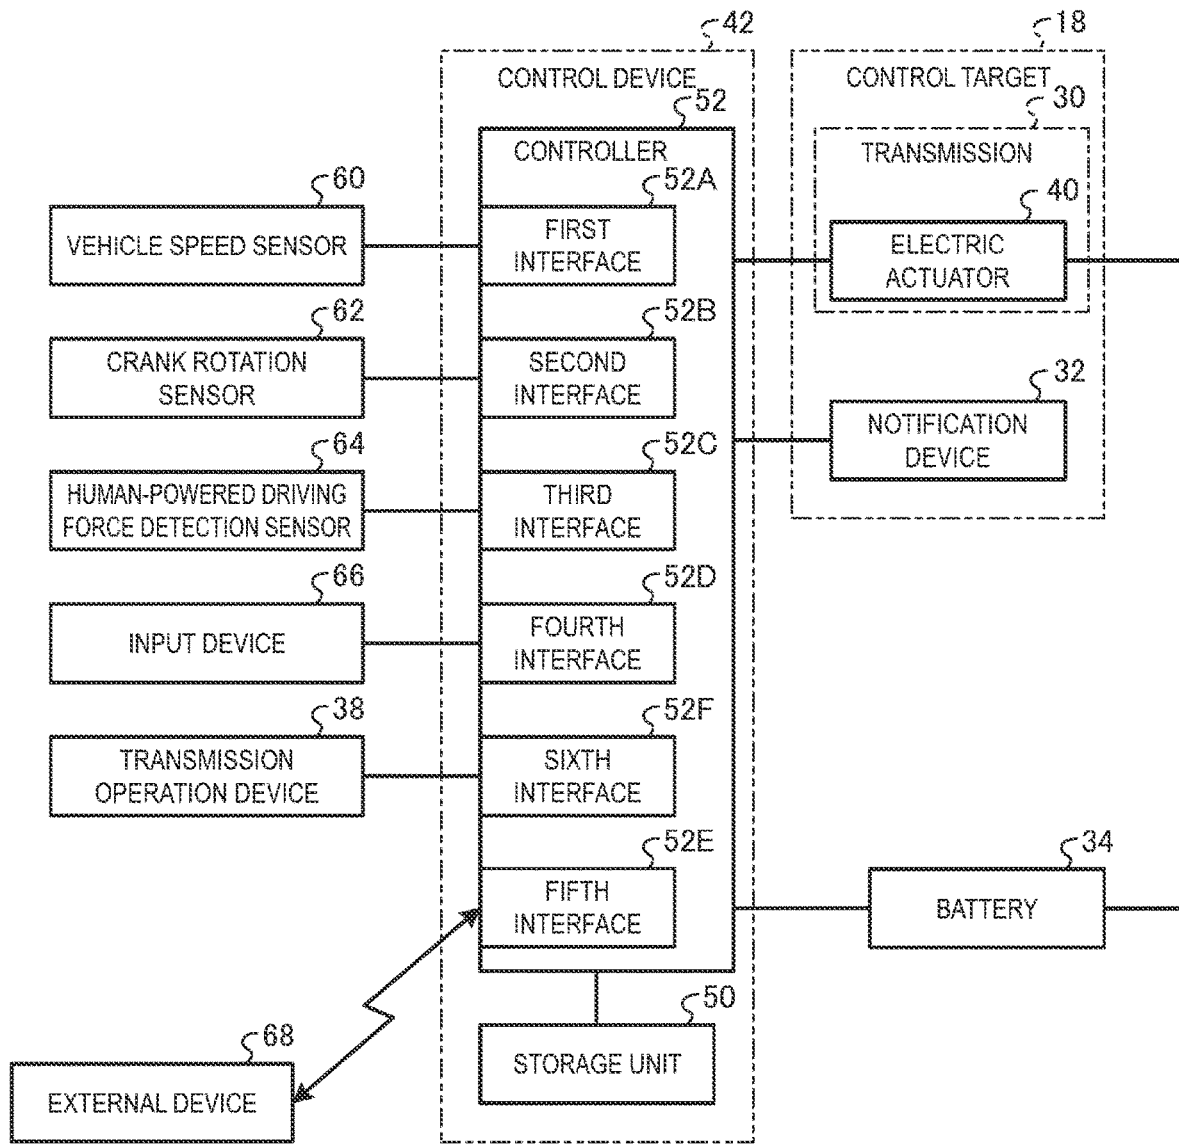 42
CONTROL DEVICE
18
CONTROL TARGET
52
CONTROLLER
30
TRANSMISSION
60
VEHICLE SPEED SENSOR
52A
FIRST
INTERFACE
40
ELECTRIC
ACTUATOR
62
CRANK ROTATION
SENSOR
52B
SECOND
INTERFACE
32
NOTIFICATION
DEVICE
64
HUMAN-POWERED DRIVING
FORCE DETECTION SENSOR
52C
THIRD
INTERFACE
66
INPUT DEVICE
52D
FOURTH
INTERFACE
38
TRANSMISSION
OPERATION DEVICE
52F
SIXTH
INTERFACE
52E
FIFTH
INTERFACE
34
BATTERY
50
STORAGE UNIT
68
EXTERNAL DEVICE